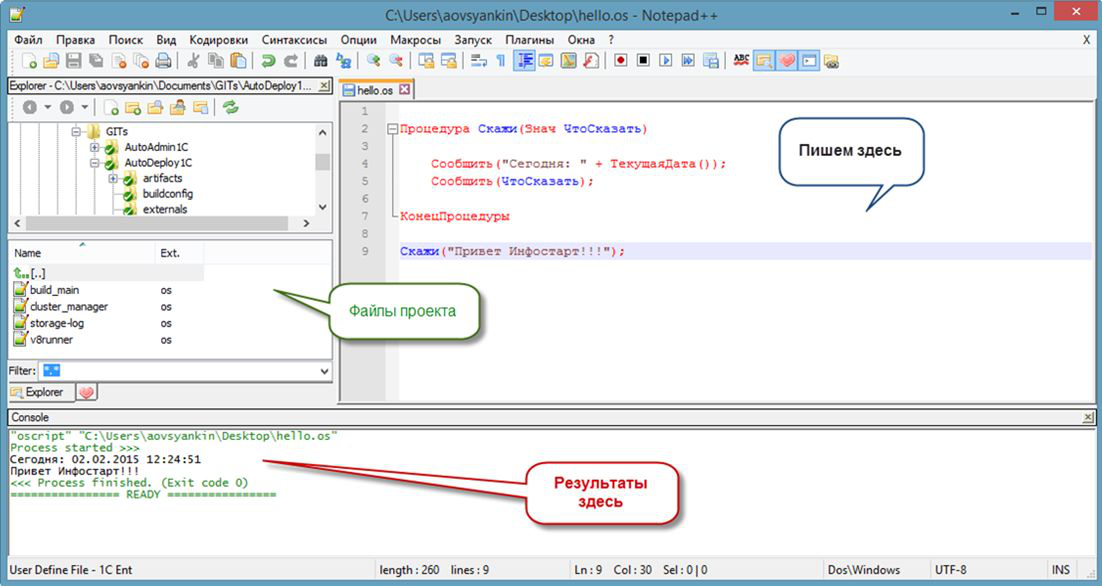 C:\Users\aovsyankin\Desktop\hello.os - Notepad++
Файл Правка Поиск Вид Кодировки Синтаксисы Опции Макросы Запуск Плагины Окна ? X
ABC
Explorer - C:\Users\aovsyankin\Documents\GITs\AutoDeploy1...
GITs
AutoAdmin1C
AutoDeploy1C
artifacts
buildconfig
externals
Name Ext.
[..]
build_main os
cluster_manager os
storage-log os
v8runner os
Filter:
Explorer
Файлы проекта
hello.os
1
2 Процедура Скажи(Знач ЧтоСказать)
3
4 Сообщить("Сегодня: " + ТекущаяДата());
5 Сообщить(ЧтоСказать);
6
7 КонецПроцедуры
8
9 Скажи("Привет Инфостарт!!!");
Пишем здесь
Console
"oscript" "C:\Users\aovsyankin\Desktop\hello.os"
Process started >>>
Сегодня: 02.02.2015 12:24:51
Привет Инфостарт!!!
<<< Process finished. (Exit code 0)
================ READY ================
Результаты
здесь
User Define File - 1C Ent length : 260 lines : 9 Ln : 9 Col : 30 Sel : 0 | 0 Dos\Windows UTF-8 INS